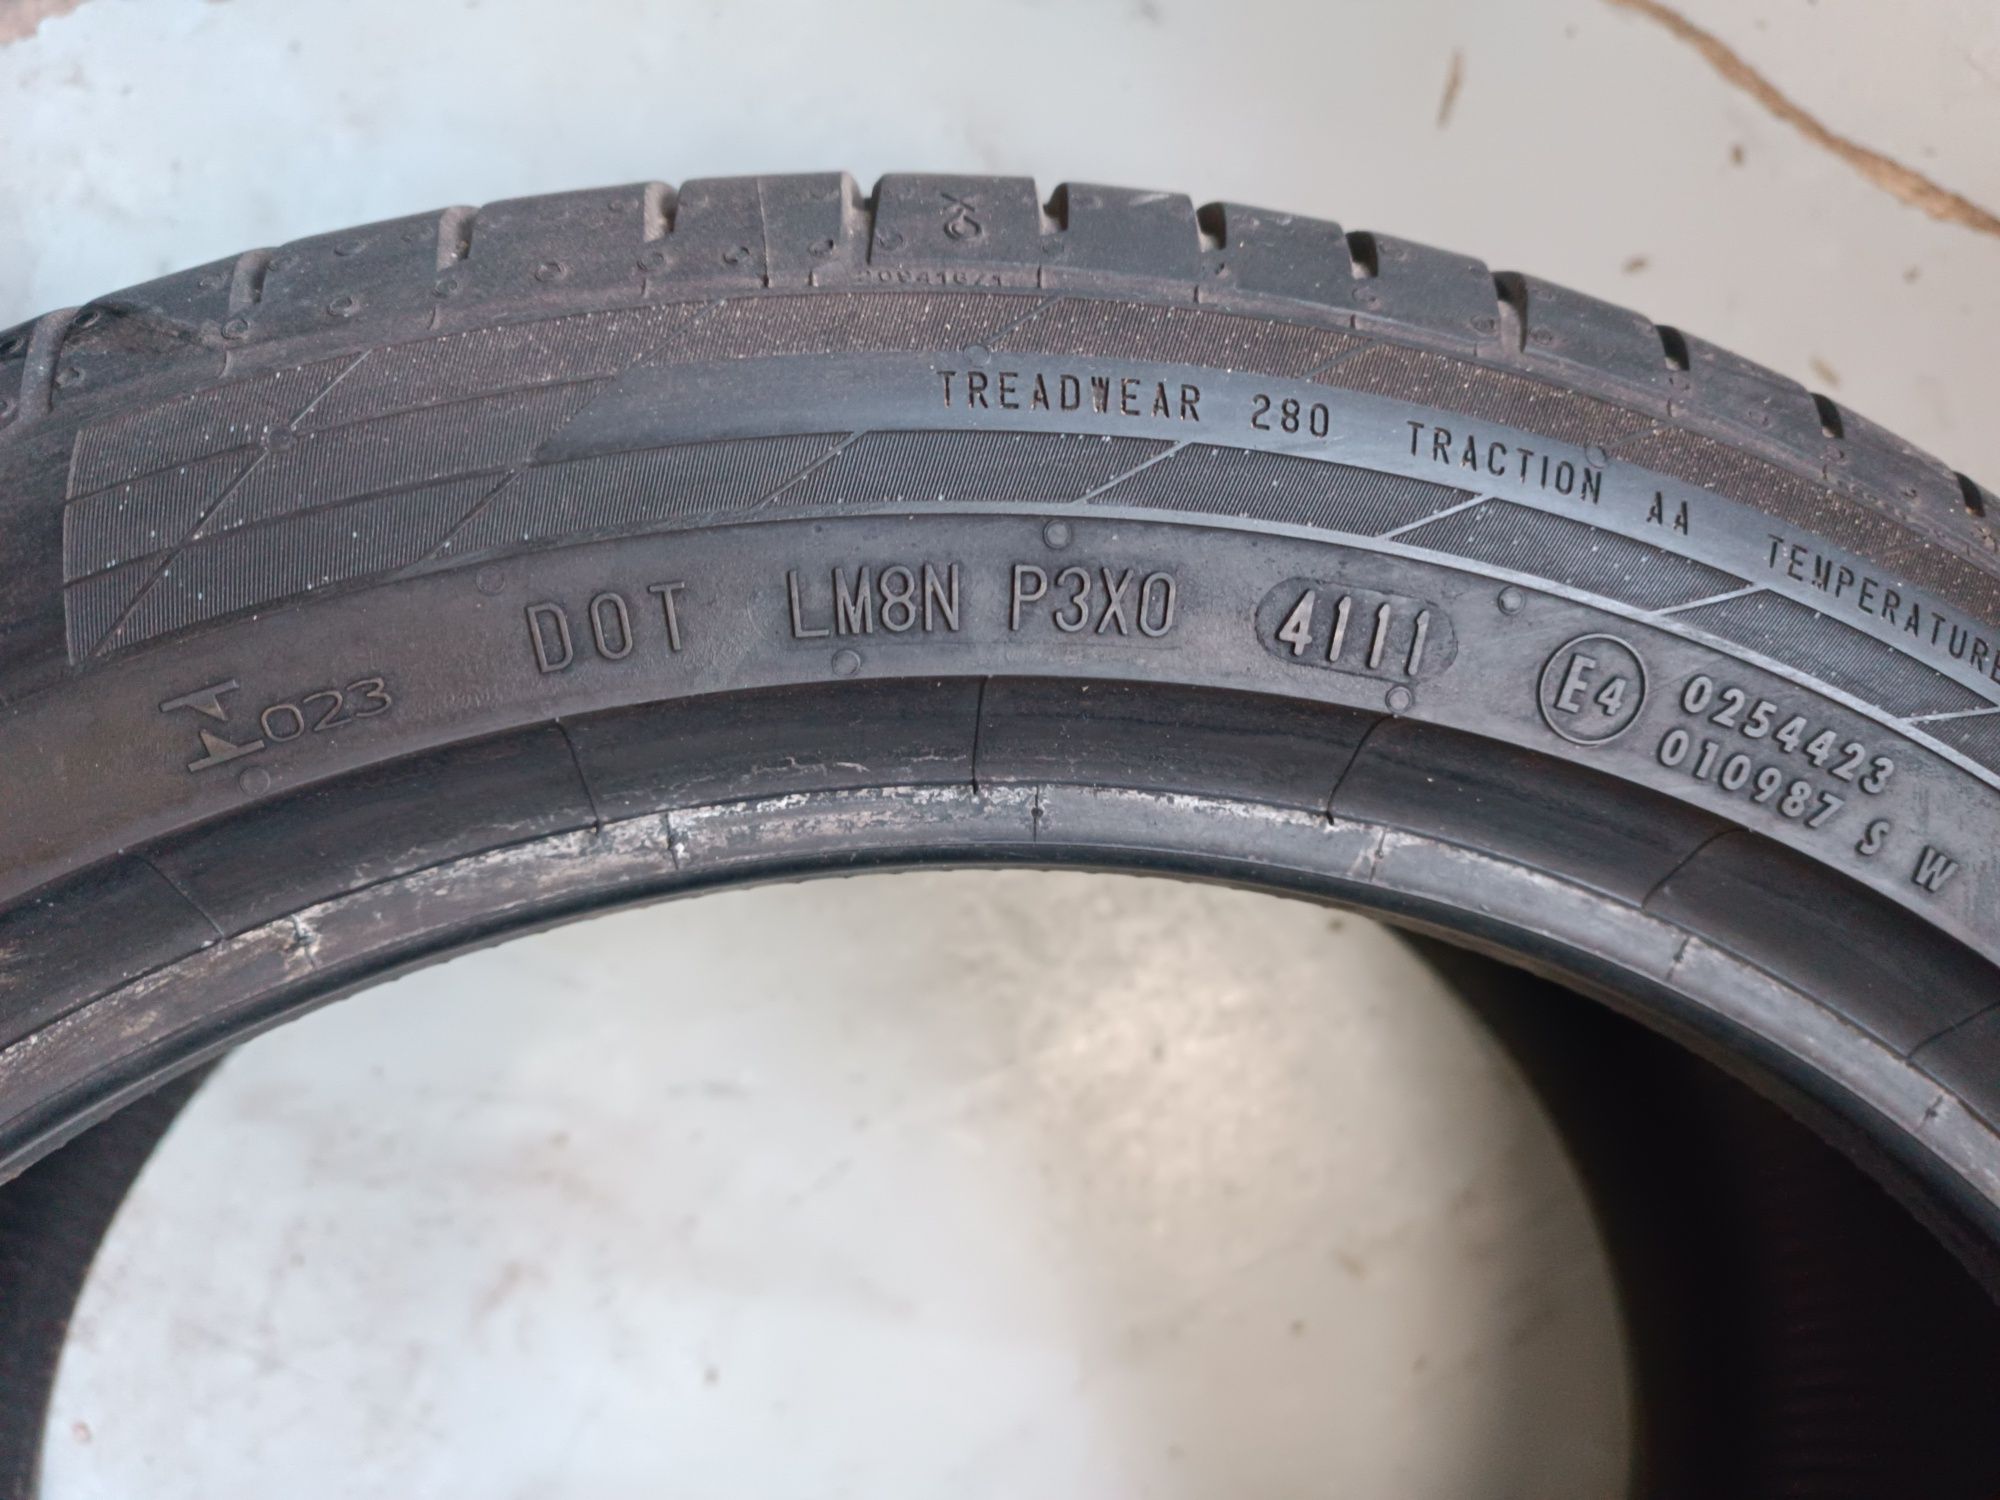 TREADWEAR 280 TRACTION AA TEMPERATURE
DOT LM8N P3X0 4111 E4 0254423
010987 S W
I 023